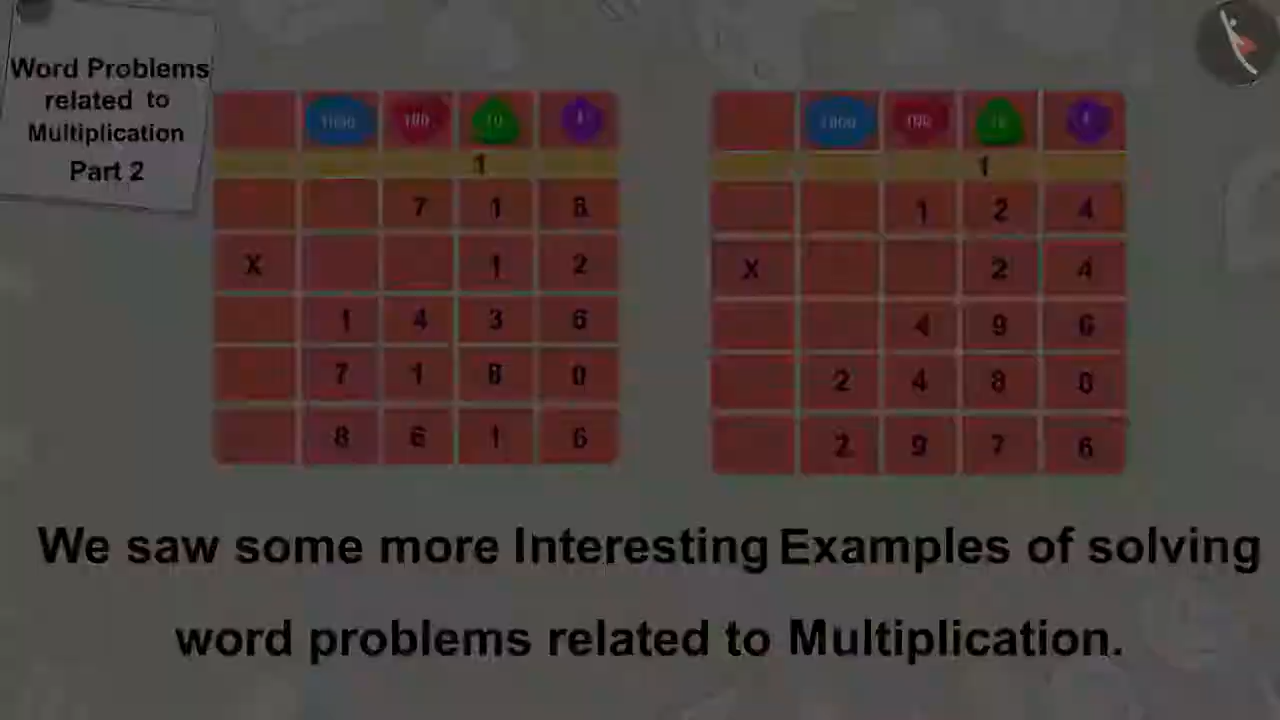 Word Problems
related to
Multiplication
Part 2
1000 100 10 1
1
7 1 8
X 1 2
1 4 3 6
7 1 8 0
8 6 1 6
1000 100 10 1
1
1 2 4
X 2 4
4 9 6
2 4 8 0
2 9 7 6
We saw some more Interesting Examples of solving
word problems related to Multiplication.